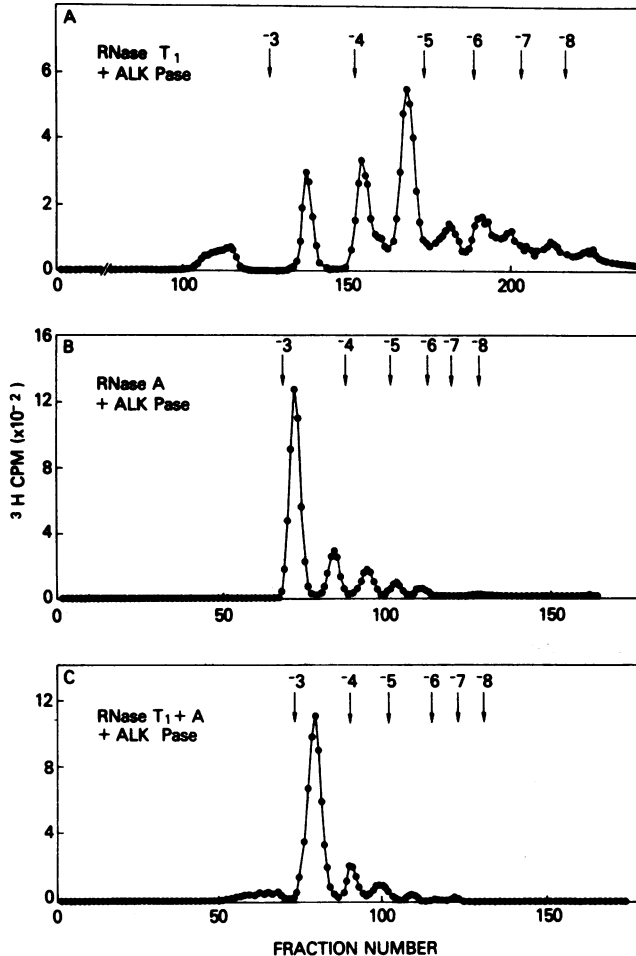 A
RNase T₁
+ ALK Pase
-3 -4 -5 -6 -7 -8
6
4
2
0
0 100 150 200
B
RNase A
+ ALK Pase
-3 -4 -5 -6 -7 -8
16
12
8
4
0
0 50 100 150
³H CPM (x10⁻²)
C
RNase T₁ + A
+ ALK Pase
-3 -4 -5 -6 -7 -8
12
8
4
0
0 50 100 150
FRACTION NUMBER